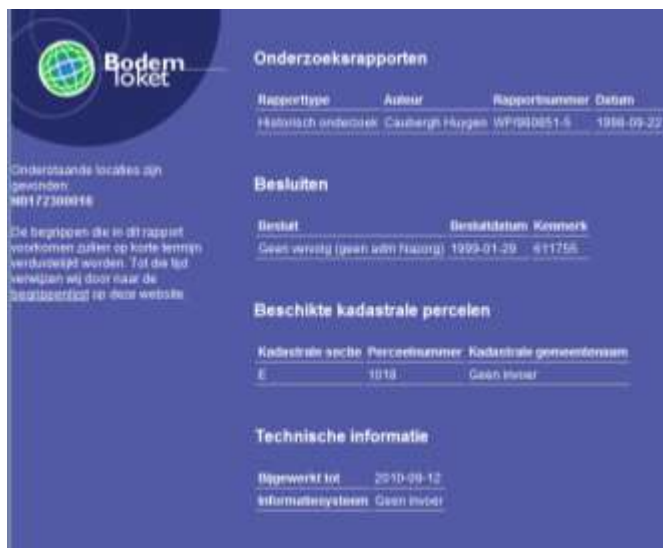 Bodem
loket
Onderstaande locaties zijn
gevonden:
De begrippen die in dit rapport
voorkomen zullen op korte termijn
verduidelijkt worden. Tot die tijd
verwijzen wij door naar de
begrippenlijst op deze website.
Onderzoeksrapporten
Rapporttype Auteur Rapportnummer Datum
Historisch onderzoek Caubergh Huygen WP/980851-5 1998-09-22
Besluiten
Besluit Besluitdatum Kenmerk
Geen vervolg (geen adm Nazorg) 1999-01-29 611755
Beschikte kadastrale percelen
Kadastrale sectie Perceelnummer Kadastrale gemeentenaam
E 1018 Geen invoer
Technische informatie
Bijgewerkt tot 2010-09-12
Informatiesysteem Geen invoer